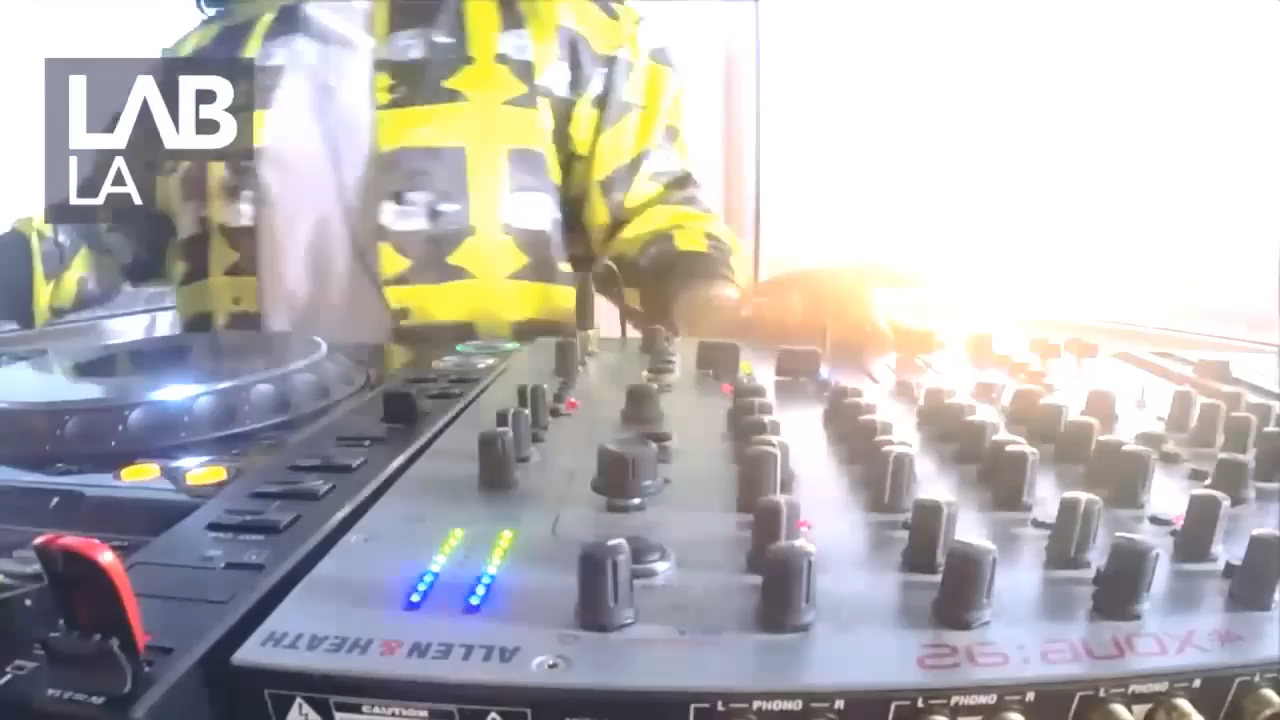 LAB
LA
ALLEN & HEATH
XONE:92
CAUTION
L PHONO R
L PHONO R
L PHONO R